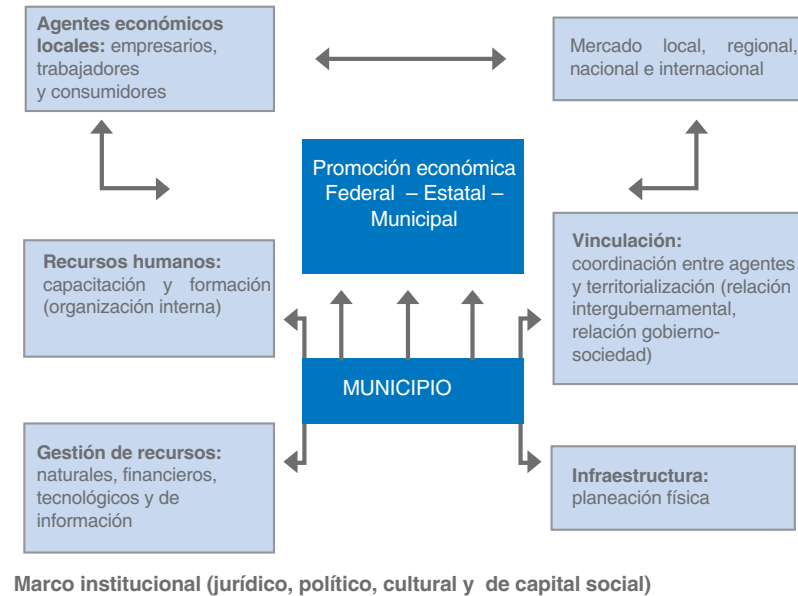 Agentes económicos
locales: empresarios,
trabajadores
y consumidores
Mercado local, regional,
nacional e internacional
Promoción económica
Federal – Estatal –
Municipal
Recursos humanos:
capacitación y formación
(organización interna)
Vinculación:
coordinación entre agentes
y territorialización (relación
intergubernamental,
relación gobierno-
sociedad)
MUNICIPIO
Gestión de recursos:
naturales, financieros,
tecnológicos y de
información
Infraestructura:
planeación física
Marco institucional (jurídico, político, cultural y de capital social)